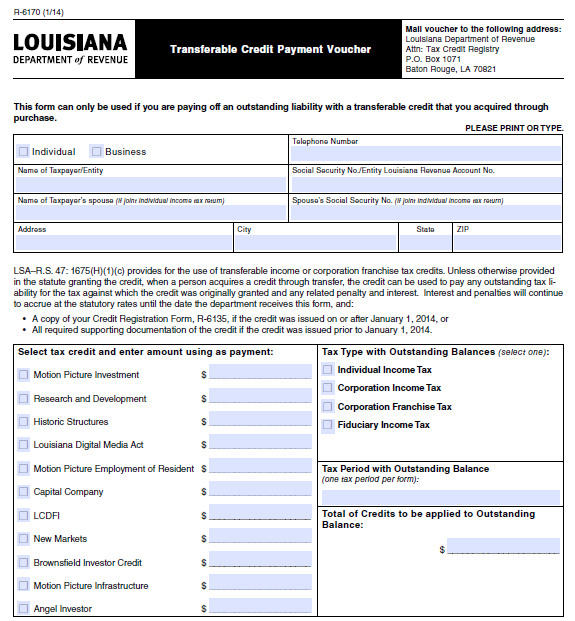 R-6170 (1/14)
LOUISIANA
DEPARTMENT of REVENUE
Transferable Credit Payment Voucher
Mail voucher to the following address:
Louisiana Department of Revenue
Attn: Tax Credit Registry
P.O. Box 1071
Baton Rouge, LA 70821
This form can only be used if you are paying off an outstanding liability with a transferable credit that you acquired through
purchase.
PLEASE PRINT OR TYPE.
Individual Business
Telephone Number
Name of Taxpayer/Entity
Social Security No./Entity Louisiana Revenue Account No.
Name of Taxpayer's spouse (if joint individual income tax return)
Spouse's Social Security No. (if joint individual income tax return)
Address City State ZIP
LSA–R.S. 47: 1675(H)(1)(c) provides for the use of transferable income or corporation franchise tax credits. Unless otherwise provided
in the statute granting the credit, when a person acquires a credit through transfer, the credit can be used to pay any outstanding tax li-
ability for the tax against which the credit was originally granted and any related penalty and interest. Interest and penalties will continue
to accrue at the statutory rates until the date the department receives this form, and:
• A copy of your Credit Registration Form, R-6135, if the credit was issued on or after January 1, 2014, or
• All required supporting documentation of the credit if the credit was issued prior to January 1, 2014.
Select tax credit and enter amount using as payment:
Motion Picture Investment $
Research and Development $
Historic Structures $
Louisiana Digital Media Act $
Motion Picture Employment of Resident $
Capital Company $
LCDFI $
New Markets $
Brownsfield Investor Credit $
Motion Picture Infrastructure $
Angel Investor $
Tax Type with Outstanding Balances (select one):
Individual Income Tax
Corporation Income Tax
Corporation Franchise Tax
Fiduciary Income Tax
Tax Period with Outstanding Balance
(one tax period per form):
Total of Credits to be applied to Outstanding
Balance:
$